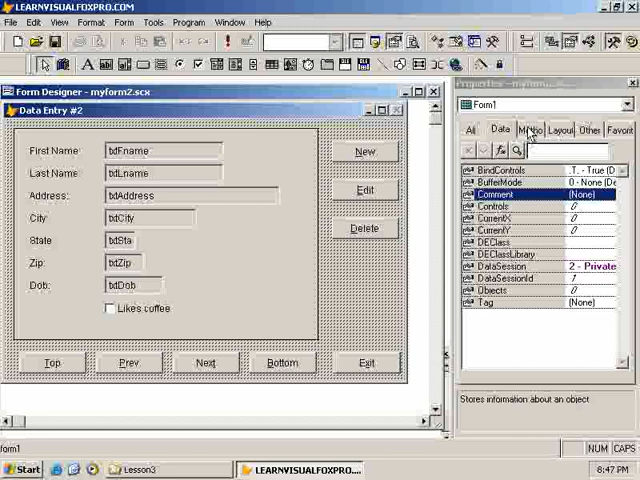 LEARNVISUALFOXPRO.COM
File Edit View Format Form Tools Program Window Help
Form Designer - myform2.scx
Data Entry #2
First Name: txtFname
Last Name: txtLname
Address: txtAddress
City: txtCity
State txtSta
Zip: txtZip
Dob: txtDob
Likes coffee
New
Edit
Delete
Top Prev Next Bottom Exit
Form1
All Data Layout Other Favorit
BindControls .T. - True (D
BufferMode 0 - None (De
Comment (None)
Controls 0
CurrentX 0
CurrentY 0
DEClass
DEClassLibrary
DataSession 2 - Private
DataSessionId 1
Objects 0
Tag (None)
Stores information about an object
form1
NUM CAPS
Start Lesson3 LEARNVISUALFOXPRO.... 8:47 PM